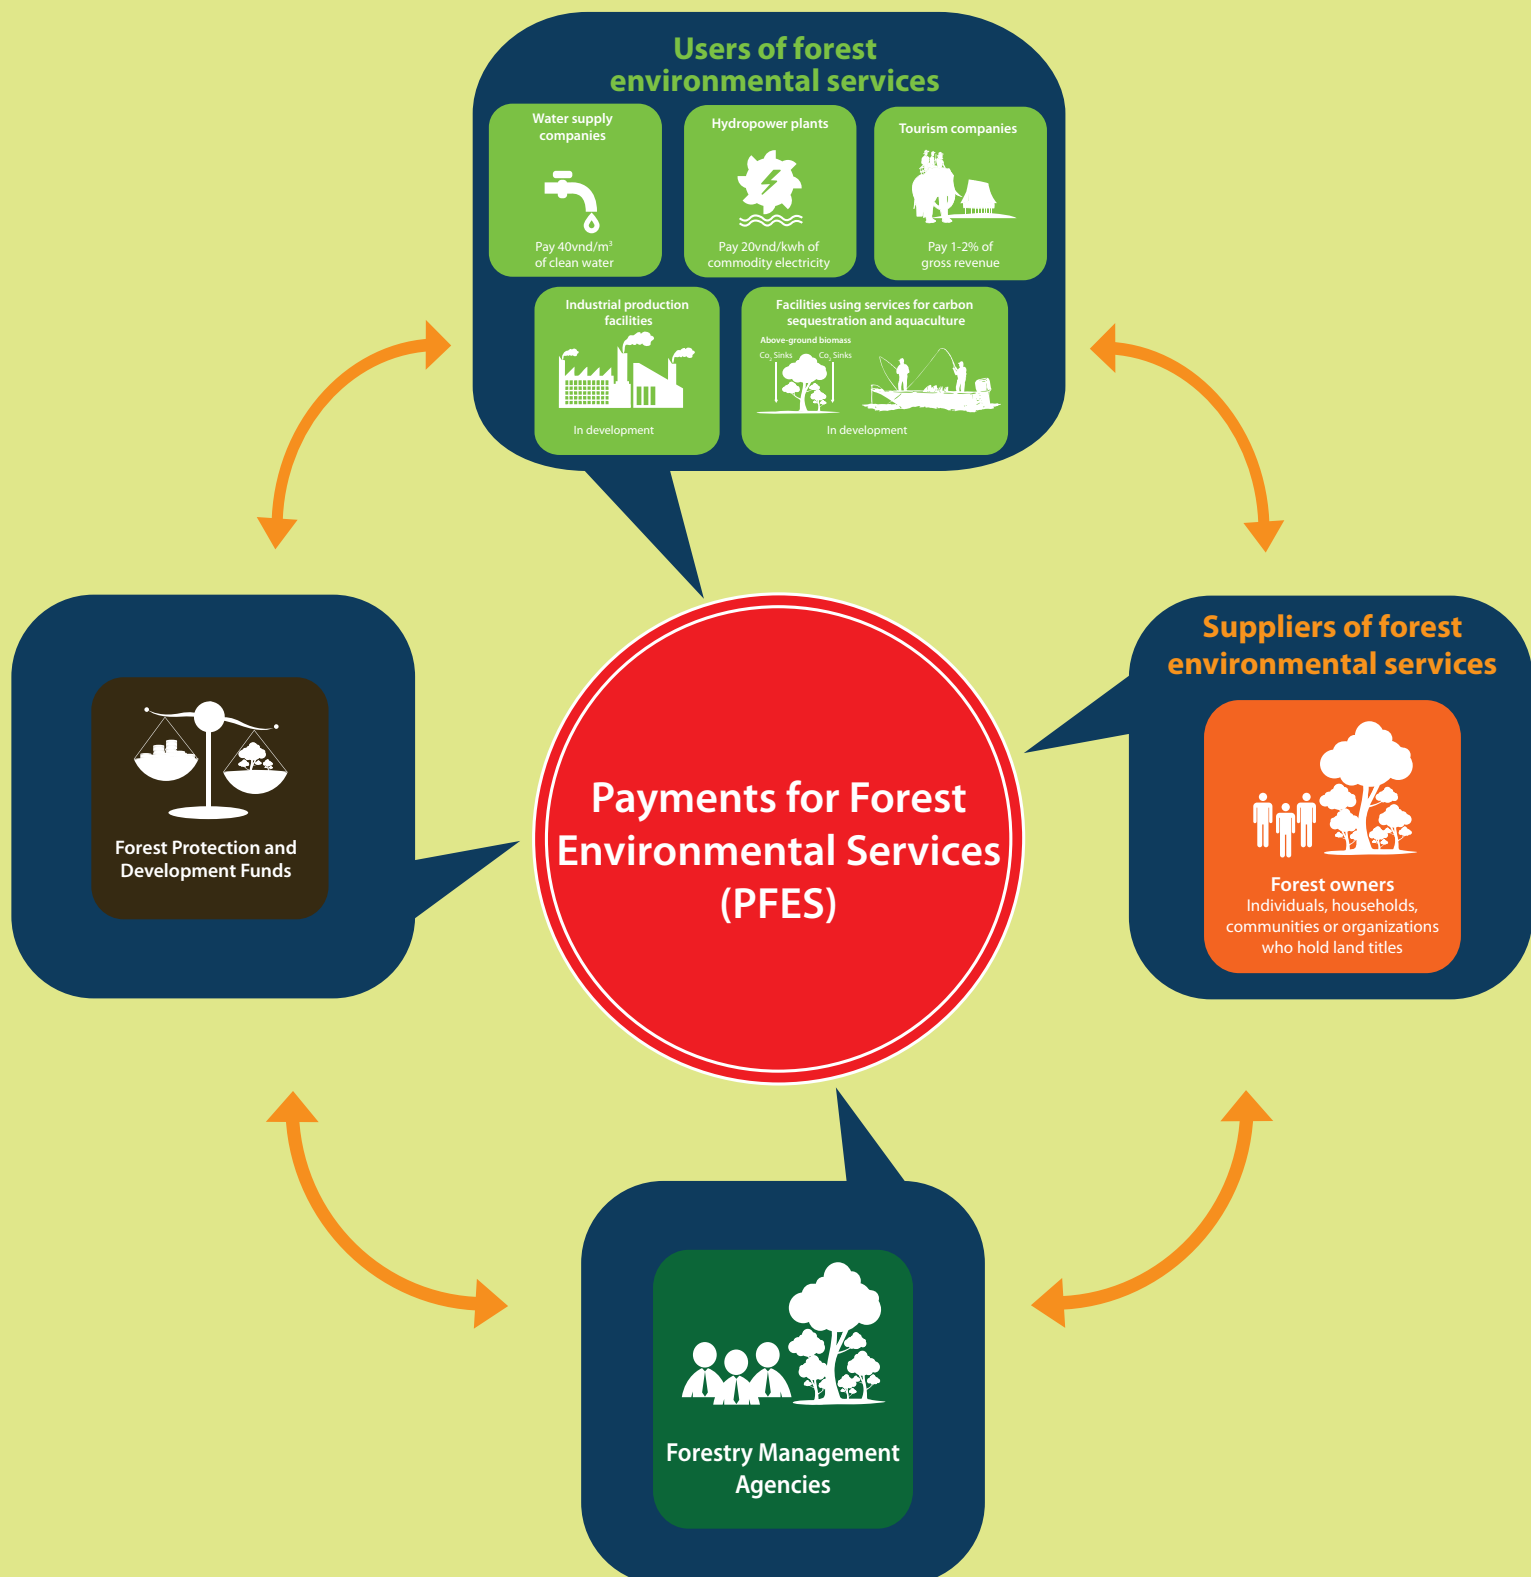 Users of forest
environmental services
Water supply
companies
Pay 40vnd/m³
of clean water
Hydropower plants
Pay 20vnd/kwh of
commodity electricity
Tourism companies
Pay 1-2% of
gross revenue
Industrial production
facilities
In development
Facilities using services for carbon
sequestration and aquaculture
Above-ground biomass
Co₂ Sinks
Co₂ Sinks
In development
Forest Protection and
Development Funds
Payments for Forest
Environmental Services
(PFES)
Suppliers of forest
environmental services
Forest owners
Individuals, households,
communities or organizations
who hold land titles
Forestry Management
Agencies